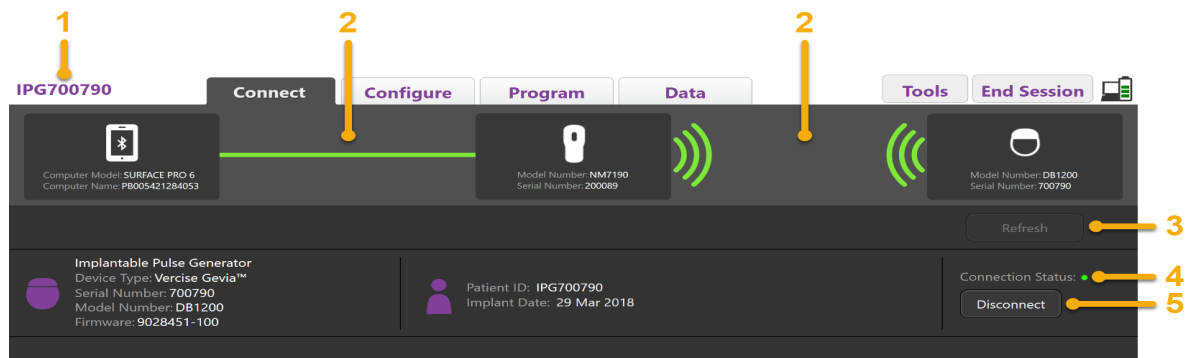 1
2
2
IPG700790
Connect
Configure
Program
Data
Tools
End Session
Computer Model: SURFACE PRO 6
Computer Name: PB005421284053
Model Number: NM7190
Serial Number: 200089
Model Number: DB1200
Serial Number: 700790
Refresh
3
Implantable Pulse Generator
Device Type: Vercise Gevia™
Serial Number: 700790
Model Number: DB1200
Firmware: 9028451-100
Patient ID: IPG700790
Implant Date: 29 Mar 2018
Connection Status:
4
Disconnect
5